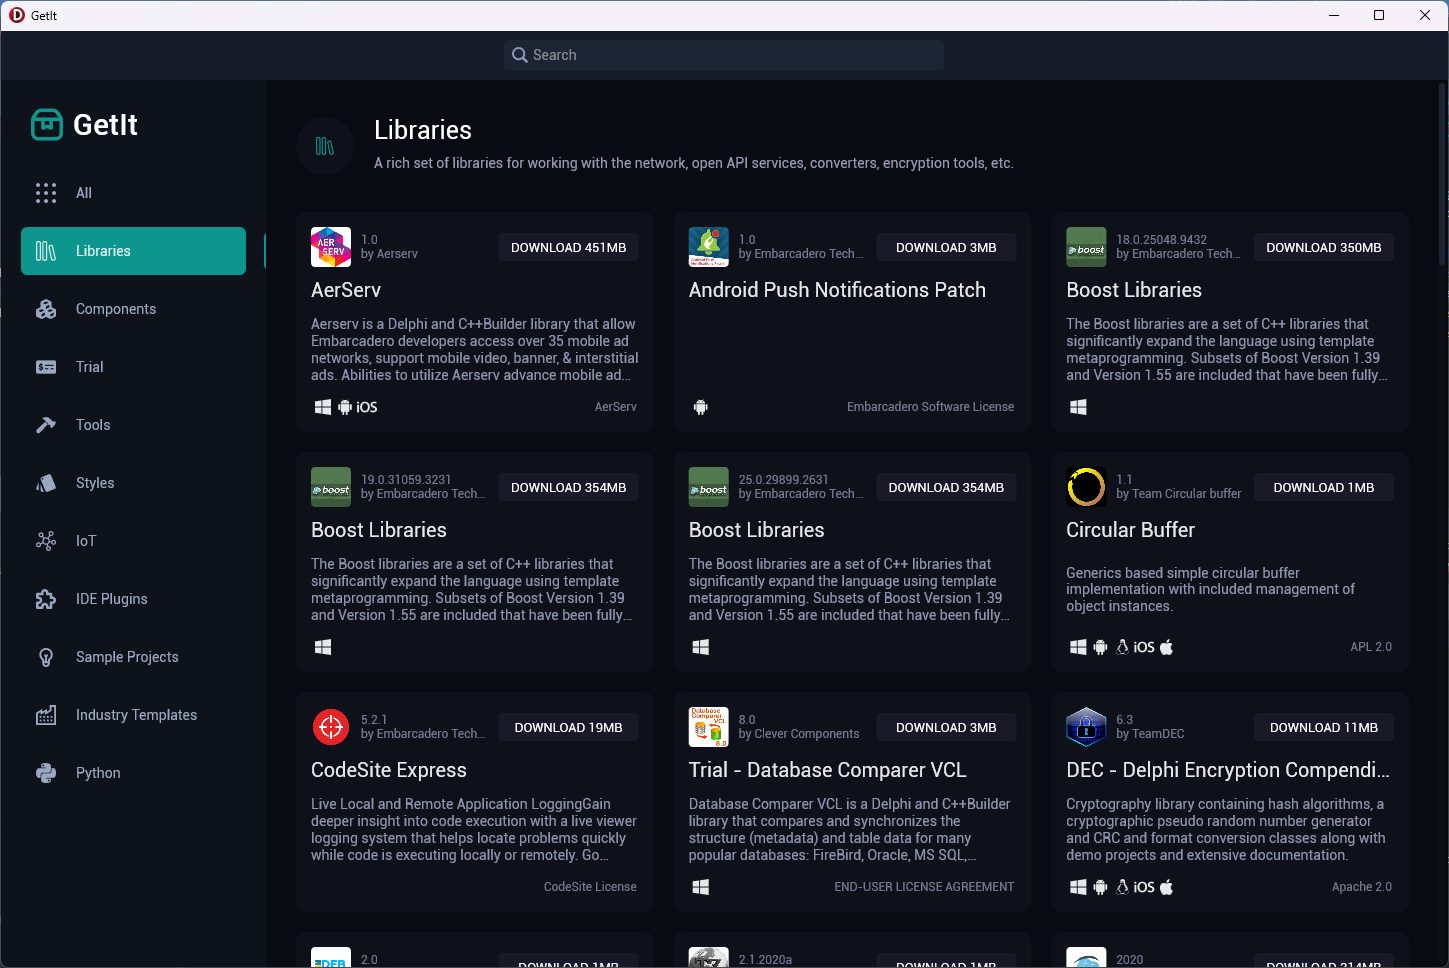 GetIt
Search
GetIt
All
Libraries
Components
Trial
Tools
Styles
IoT
IDE Plugins
Sample Projects
Industry Templates
Python
Libraries
A rich set of libraries for working with the network, open API services, converters, encryption tools, etc.
AER
SERV
1.0
by Aerserv
DOWNLOAD 451MB
AerServ
Aerserv is a Delphi and C++Builder library that allow
Embarcadero developers access over 35 mobile ad
networks, support mobile video, banner, & interstitial
ads. Abilities to utilize Aerserv advance mobile ad...
iOS
AerServ
Android Push
Notifications Patch
1.0
by Embarcadero Tech...
DOWNLOAD 3MB
Android Push Notifications Patch
Embarcadero Software License
boost
18.0.25048.9432
by Embarcadero Tech...
DOWNLOAD 350MB
Boost Libraries
The Boost libraries are a set of C++ libraries that
significantly expand the language using template
metaprogramming. Subsets of Boost Version 1.39
and Version 1.55 are included that have been fully...
boost
19.0.31059.3231
by Embarcadero Tech...
DOWNLOAD 354MB
Boost Libraries
The Boost libraries are a set of C++ libraries that
significantly expand the language using template
metaprogramming. Subsets of Boost Version 1.39
and Version 1.55 are included that have been fully...
boost
25.0.29899.2631
by Embarcadero Tech...
DOWNLOAD 354MB
Boost Libraries
The Boost libraries are a set of C++ libraries that
significantly expand the language using template
metaprogramming. Subsets of Boost Version 1.39
and Version 1.55 are included that have been fully...
1.1
by Team Circular buffer
DOWNLOAD 1MB
Circular Buffer
Generics based simple circular buffer
implementation with included management of
object instances.
iOS
APL 2.0
5.2.1
by Embarcadero Tech...
DOWNLOAD 19MB
CodeSite Express
Live Local and Remote Application LoggingGain
deeper insight into code execution with a live viewer
logging system that helps locate problems quickly
while code is executing locally or remotely. Go...
CodeSite License
Database
Comparer
VCL
8.0
8.0
by Clever Components
DOWNLOAD 3MB
Trial - Database Comparer VCL
Database Comparer VCL is a Delphi and C++Builder
library that compares and synchronizes the
structure (metadata) and table data for many
popular databases: FireBird, Oracle, MS SQL,...
END-USER LICENSE AGREEMENT
6.3
by TeamDEC
DOWNLOAD 11MB
DEC - Delphi Encryption Compendi...
Cryptography library containing hash algorithms, a
cryptographic pseudo random number generator
and CRC and format conversion classes along with
demo projects and extensive documentation.
iOS
Apache 2.0
2.0
DOWNLOAD 1MB
2.1.2020a
DOWNLOAD 1MB
2020
DOWNLOAD 314MB